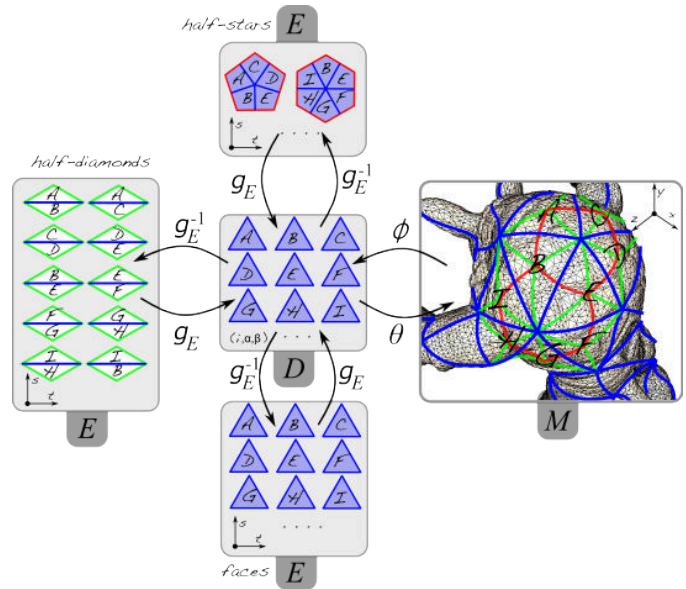 half-stars E
C
A D
B E
B
I E
H F
G
s
t
. . . .
half-diamonds
g_E g_E^{-1}
A A
B C
C D
D E
B E
E F
F G
G H
I I
H B
s
t
E
g_E^{-1}
g_E
A B C
D E F
G H I
(i,α,β) . . . .
D
ϕ
θ
A C
D
B
E
I
H G F
y
z x
M
g_E^{-1} g_E
A B C
D E F
G H I
s
t
. . . .
faces E